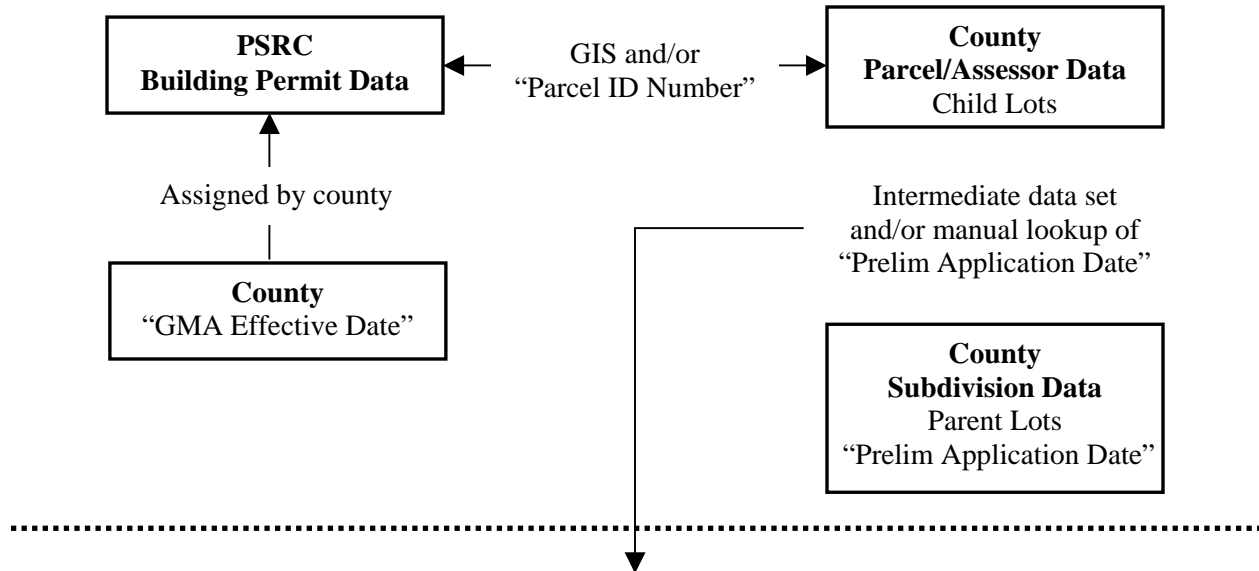 PSRC
Building Permit Data
GIS and/or
“Parcel ID Number”
County
Parcel/Assessor Data
Child Lots
Assigned by county
Intermediate data set
and/or manual lookup of
“Prelim Application Date”
County
“GMA Effective Date”
County
Subdivision Data
Parent Lots
“Prelim Application Date”